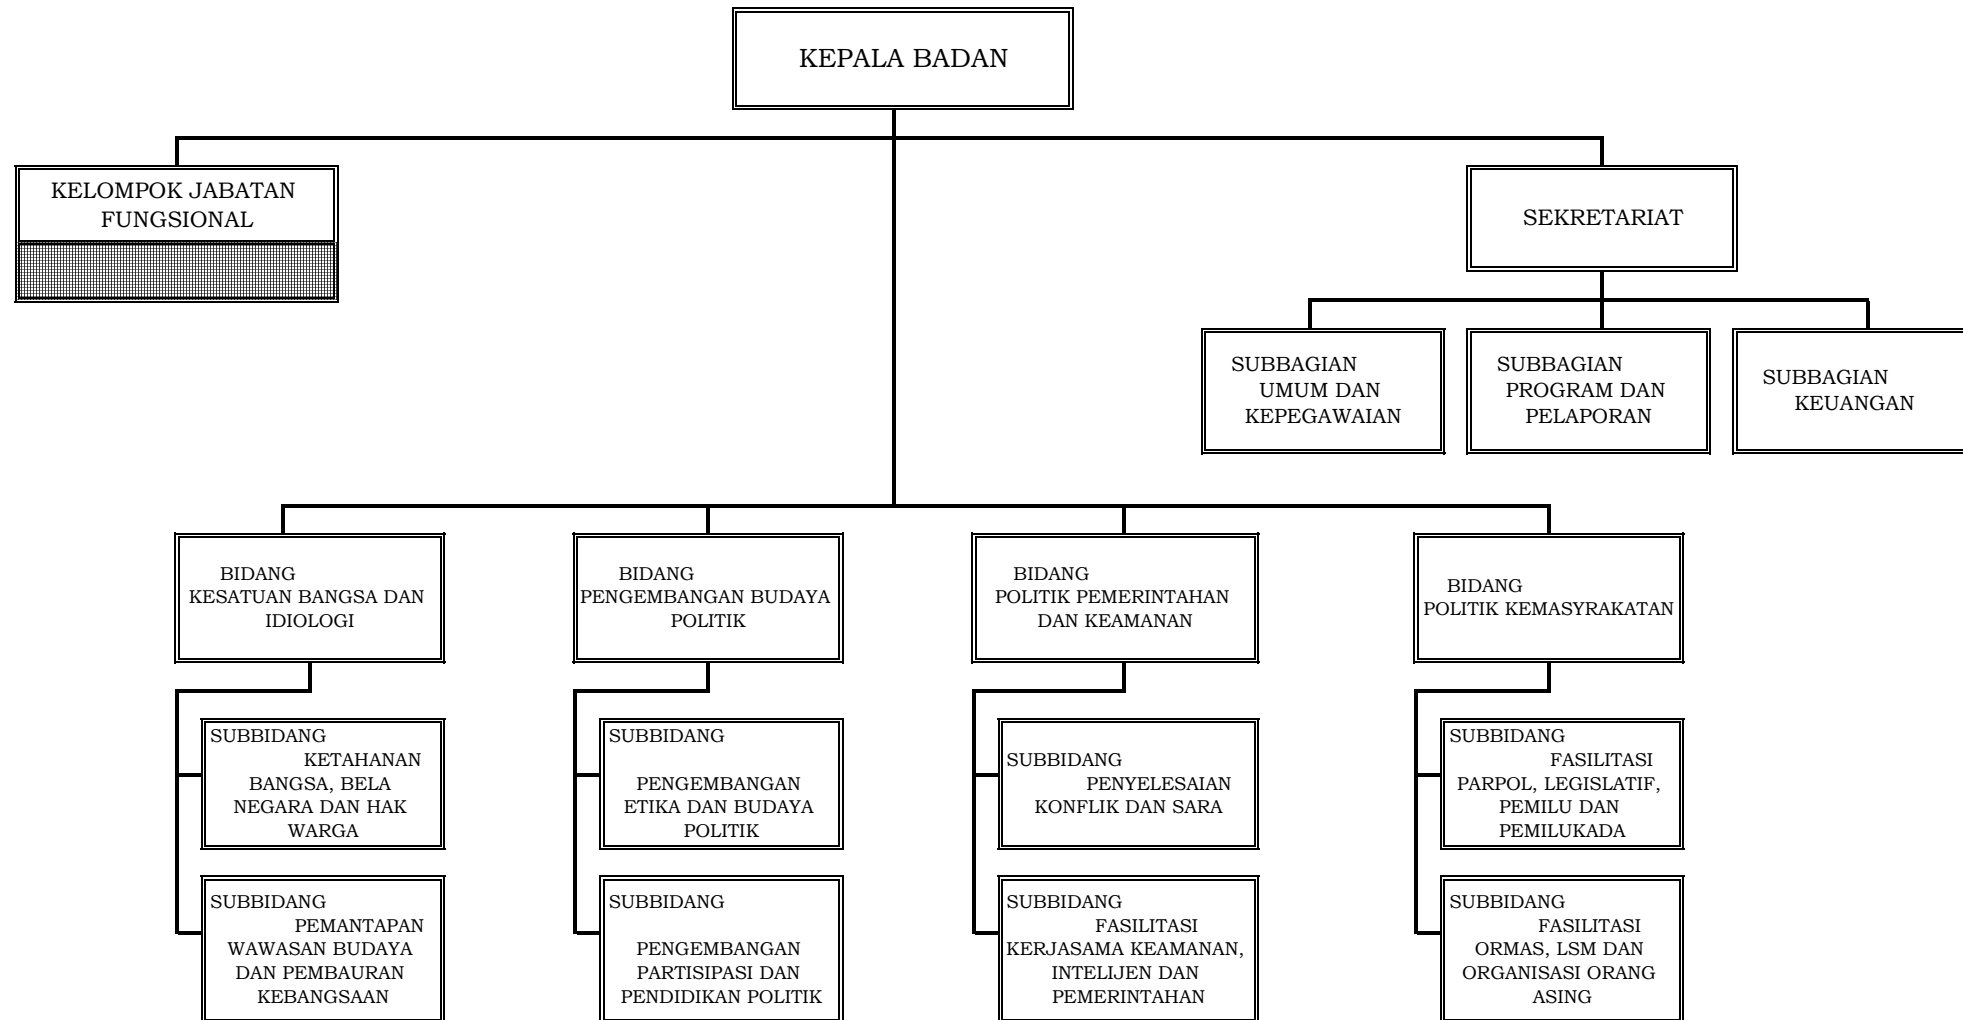 KEPALA BADAN
KELOMPOK JABATAN
FUNGSIONAL
SEKRETARIAT
SUBBAGIAN
UMUM DAN
KEPEGAWAIAN
SUBBAGIAN
PROGRAM DAN
PELAPORAN
SUBBAGIAN
KEUANGAN
BIDANG
KESATUAN BANGSA DAN
IDIOLOGI
BIDANG
PENGEMBANGAN BUDAYA
POLITIK
BIDANG
POLITIK PEMERINTAHAN
DAN KEAMANAN
BIDANG
POLITIK KEMASYRAKATAN
SUBBIDANG
KETAHANAN
BANGSA, BELA
NEGARA DAN HAK
WARGA
SUBBIDANG
PENGEMBANGAN
ETIKA DAN BUDAYA
POLITIK
SUBBIDANG
PENYELESAIAN
KONFLIK DAN SARA
SUBBIDANG
FASILITASI
PARPOL, LEGISLATIF,
PEMILU DAN
PEMILUKADA
SUBBIDANG
PEMANTAPAN
WAWASAN BUDAYA
DAN PEMBAURAN
KEBANGSAAN
SUBBIDANG
PENGEMBANGAN
PARTISIPASI DAN
PENDIDIKAN POLITIK
SUBBIDANG
FASILITASI
KERJASAMA KEAMANAN,
INTELIJEN DAN
PEMERINTAHAN
SUBBIDANG
FASILITASI
ORMAS, LSM DAN
ORGANISASI ORANG
ASING